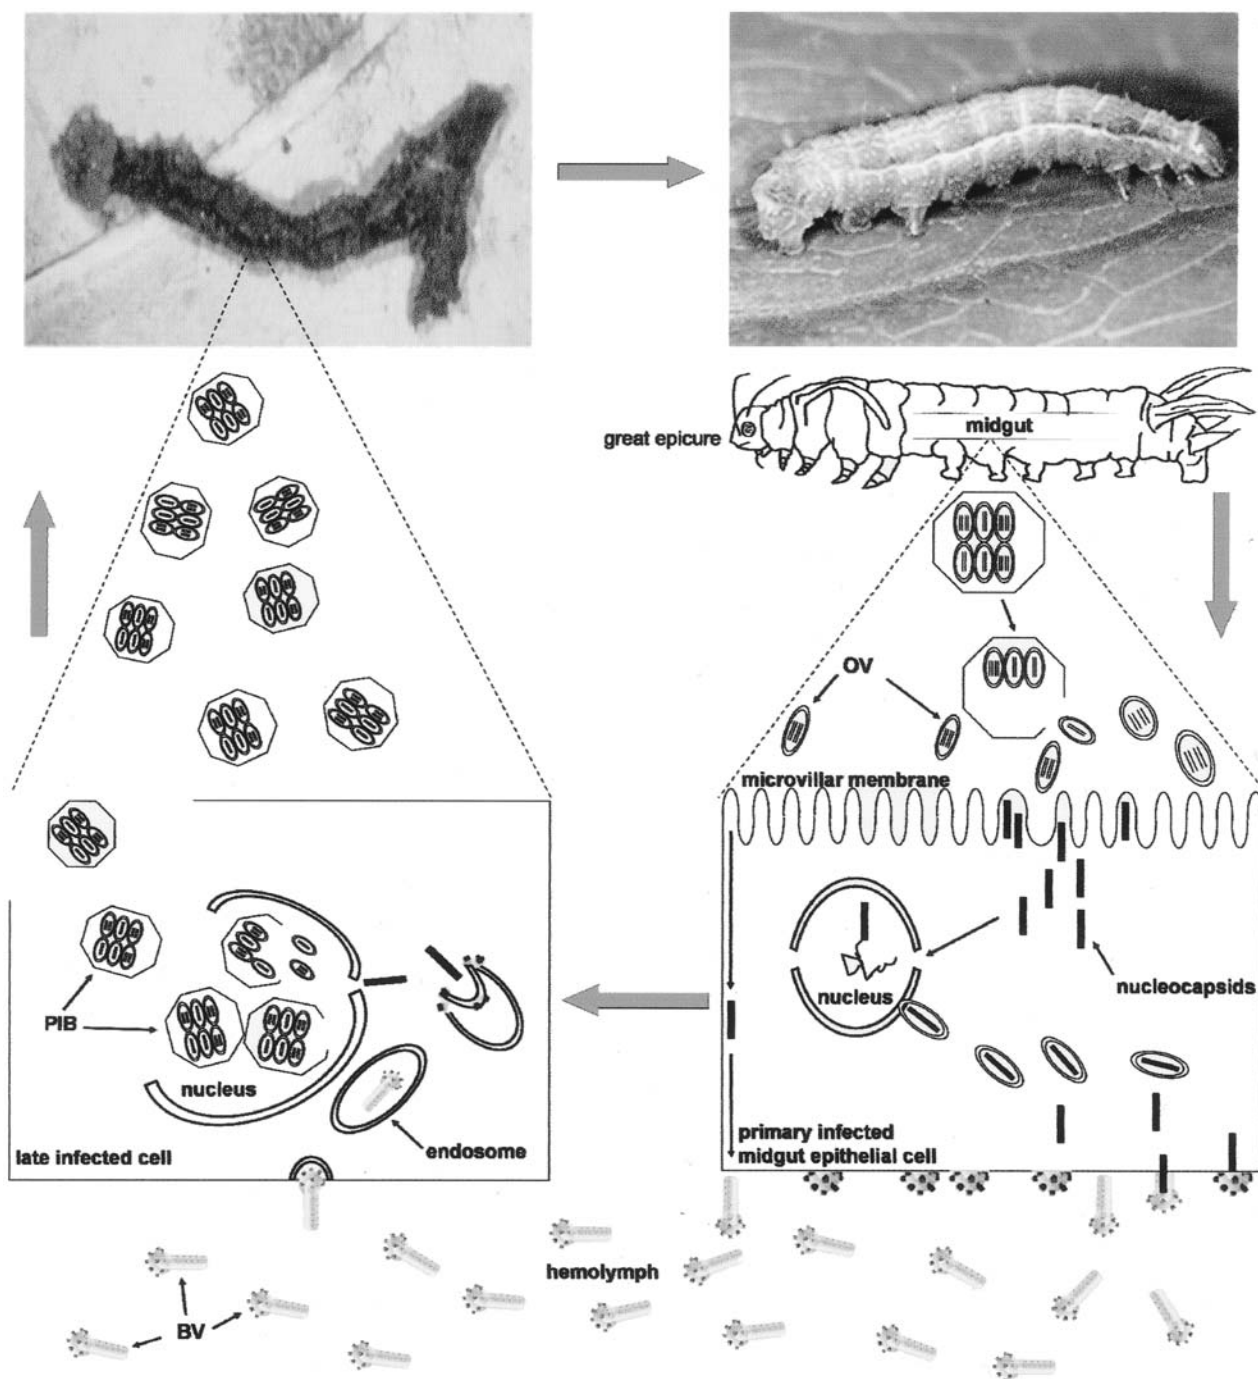 great epicure
midgut
OV
microvillar membrane
nucleocapsids
nucleus
PIB
nucleus
endosome
late infected cell
primary infected
midgut epithelial cell
hemolymph
BV